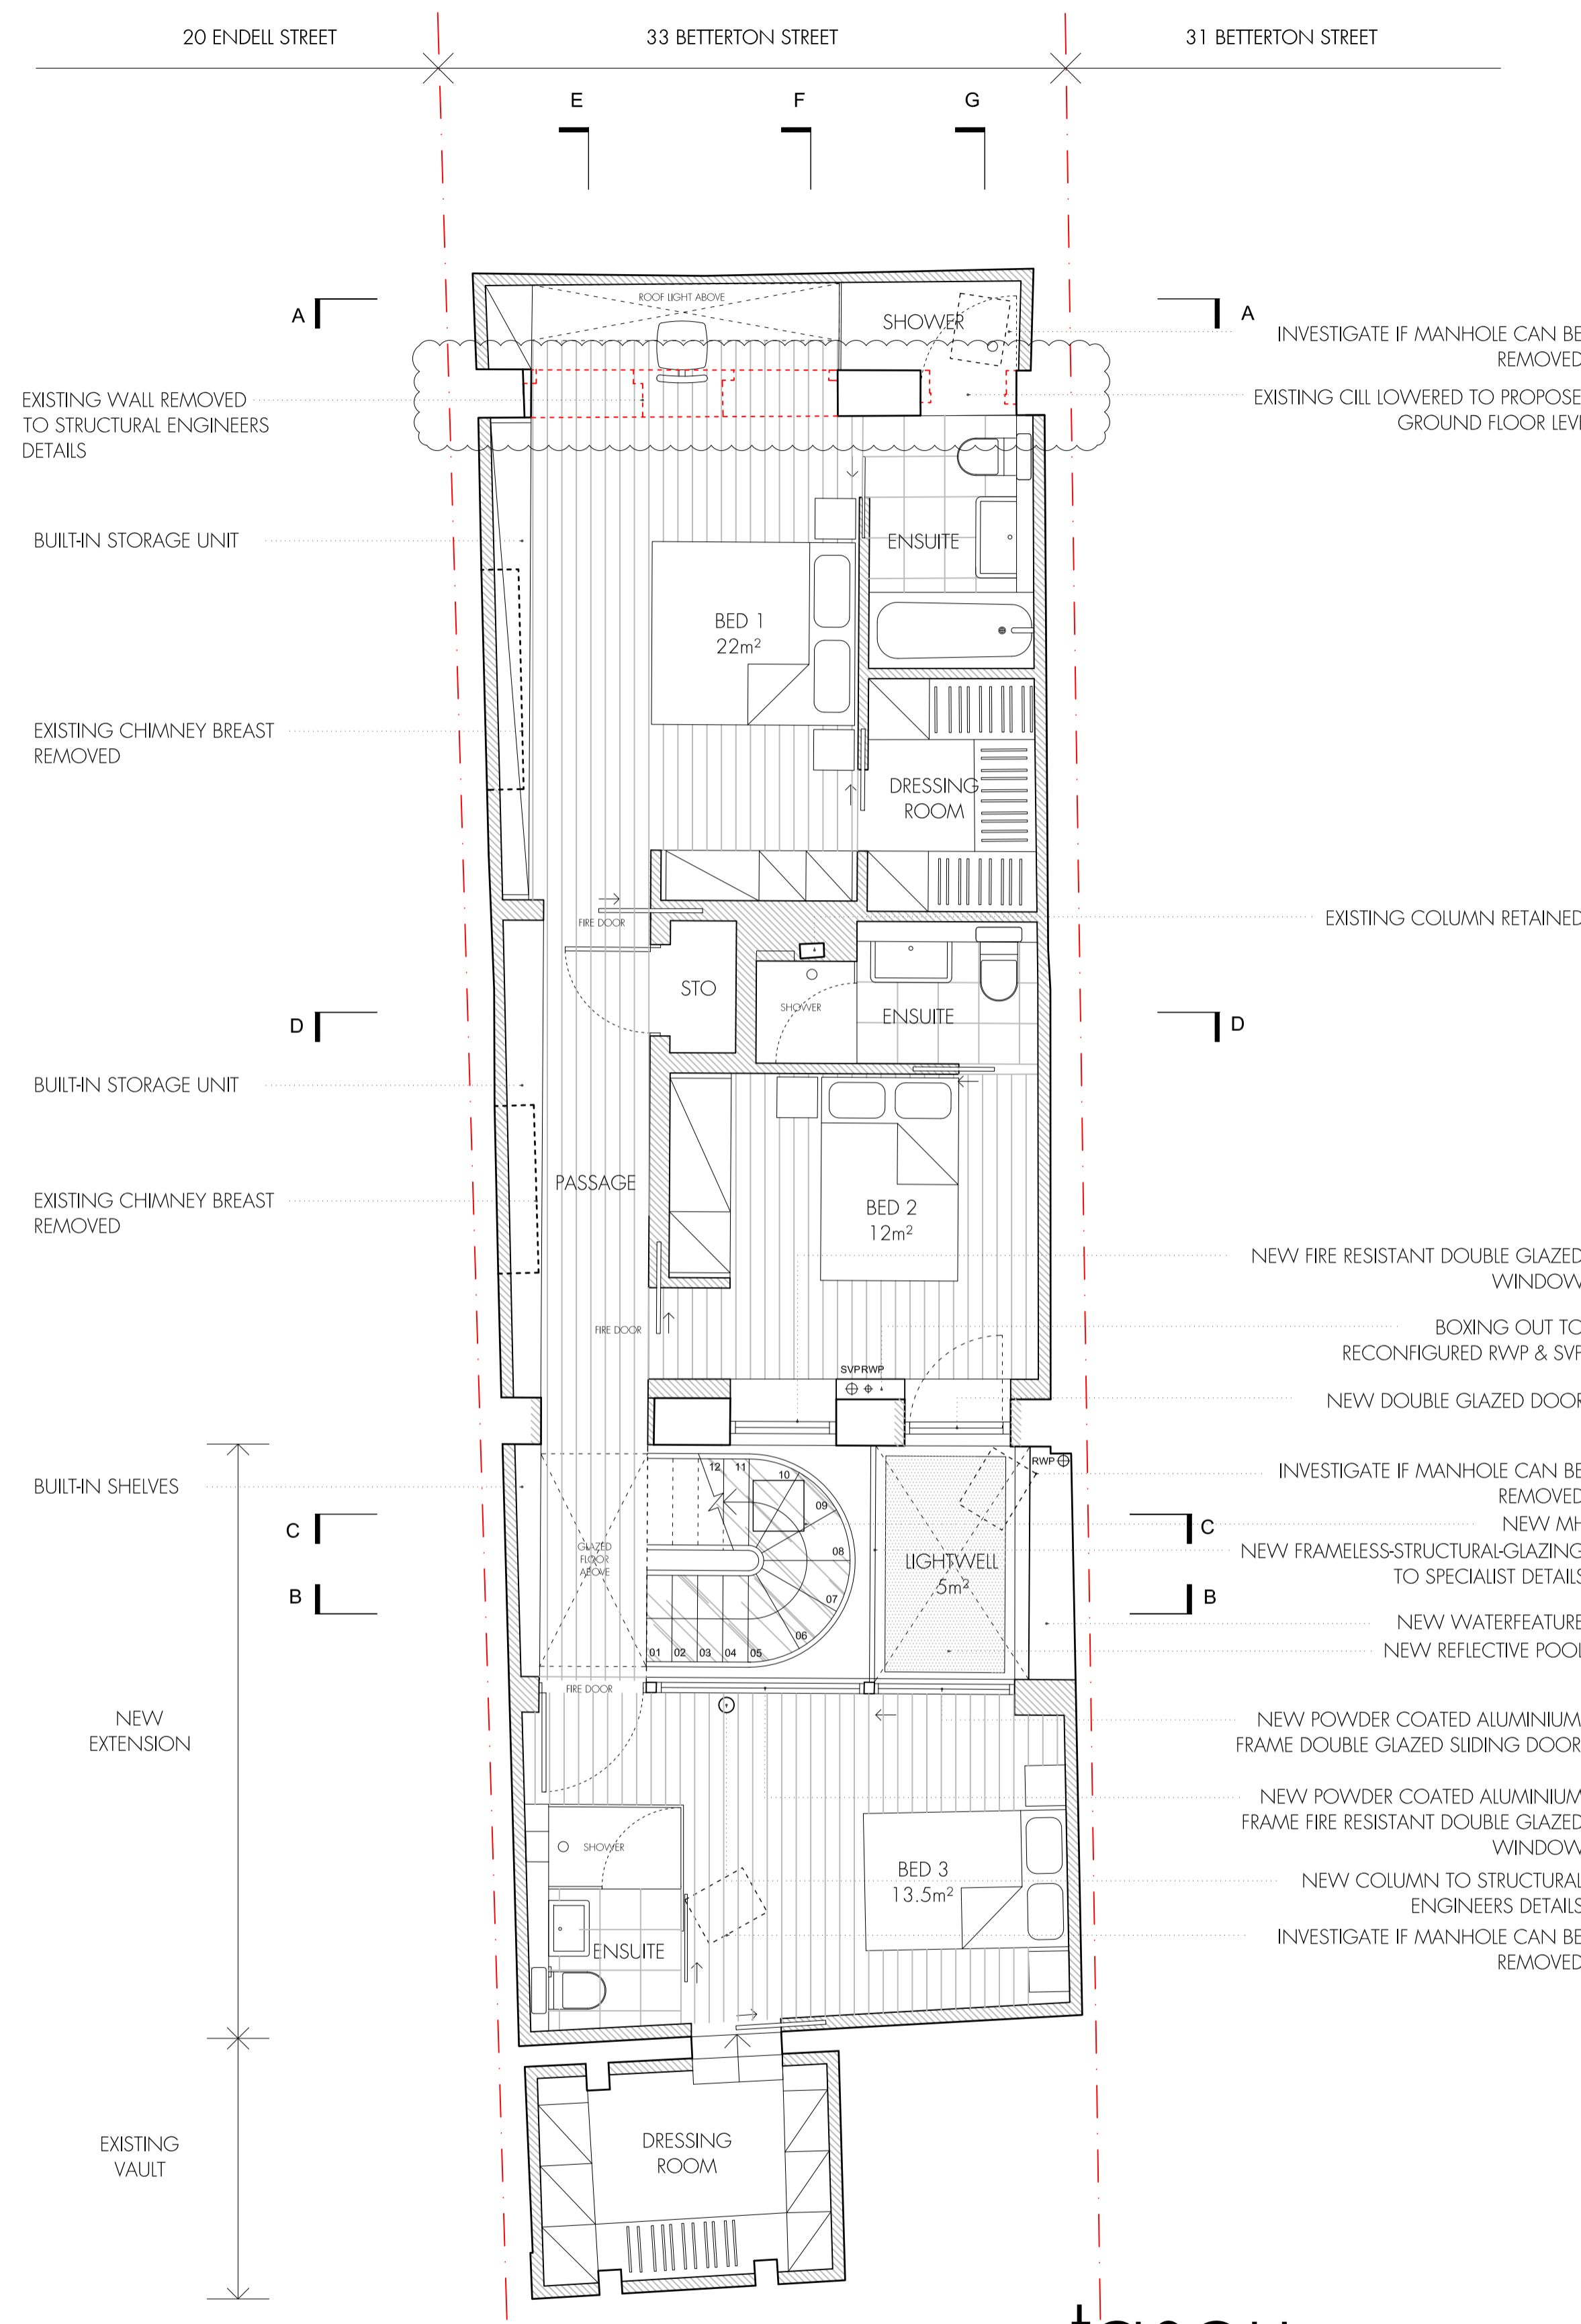 20 ENDELL STREET
33 BETTERTON STREET
31 BETTERTON STREET
E
F
G
A
A
ROOF LIGHT ABOVE
SHOWER
INVESTIGATE IF MANHOLE CAN BE
REMOVED
EXISTING WALL REMOVED
TO STRUCTURAL ENGINEERS
DETAILS
EXISTING CILL LOWERED TO PROPOSE
GROUND FLOOR LEV
BUILT-IN STORAGE UNIT
ENSUITE
BED 1
22m²
EXISTING CHIMNEY BREAST
REMOVED
DRESSING
ROOM
FIRE DOOR
EXISTING COLUMN RETAINED
STO
SHOWER
ENSUITE
D
D
BUILT-IN STORAGE UNIT
PASSAGE
EXISTING CHIMNEY BREAST
REMOVED
BED 2
12m²
NEW FIRE RESISTANT DOUBLE GLAZED
WINDOW
FIRE DOOR
BOXING OUT TO
RECONFIGURED RWP & SVP
SVP RWP
NEW DOUBLE GLAZED DOOR
BUILT-IN SHELVES
12
11
10
09
08
07
06
05
04
03
02
01
RWP
INVESTIGATE IF MANHOLE CAN BE
REMOVED
C
C
NEW MH
GLAZED
FLOOR
ABOVE
LIGHTWELL
5m²
NEW FRAMELESS-STRUCTURAL-GLAZING
TO SPECIALIST DETAILS
B
B
NEW WATERFEATURE
NEW REFLECTIVE POOL
FIRE DOOR
NEW
EXTENSION
NEW POWDER COATED ALUMINIUM
FRAME DOUBLE GLAZED SLIDING DOOR
NEW POWDER COATED ALUMINIUM
FRAME FIRE RESISTANT DOUBLE GLAZED
WINDOW
SHOWER
BED 3
13.5m²
NEW COLUMN TO STRUCTURAL
ENGINEERS DETAILS
ENSUITE
INVESTIGATE IF MANHOLE CAN BE
REMOVED
EXISTING
VAULT
DRESSING
ROOM